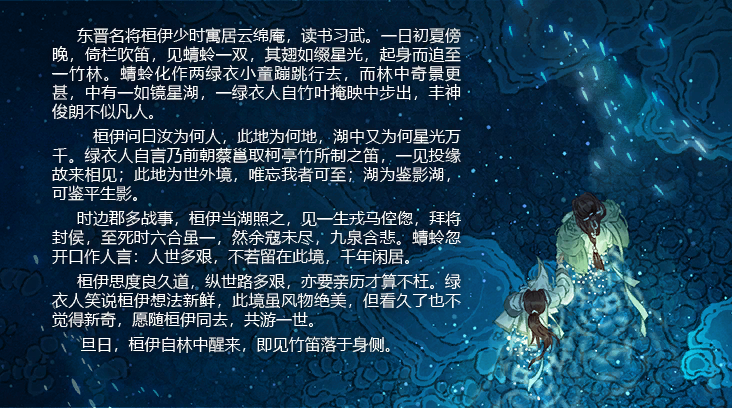 东晋名将桓伊少时寓居云绵庵，读书习武。一日初夏傍
晚，倚栏吹笛，见蜻蛉一双，其翅如缀星光，起身而追至
一竹林。蜻蛉化作两绿衣小童蹦跳行去，而林中奇景更
甚，中有一如镜星湖，一绿衣人自竹叶掩映中步出，丰神
俊朗不似凡人。
桓伊问曰汝为何人，此地为何地，湖中又为何星光万
千。绿衣人自言乃前朝蔡邕取柯亭竹所制之笛，一见投缘
故来相见；此地为世外境，唯忘我者可至；湖为鉴影湖，
可鉴平生影。
时边郡多战事，桓伊当湖照之，见一生戎马倥偬，拜将
封侯，至死时六合虽一，然余寇未尽，九泉含悲。蜻蛉忽
开口作人言：人世多艰，不若留在此境，千年闲居。
桓伊思度良久道，纵世路多艰，亦要亲历才算不枉。绿
衣人笑说桓伊想法新鲜，此境虽风物绝美，但看久了也不
觉得新奇，愿随桓伊同去，共游一世。
旦日，桓伊自林中醒来，即见竹笛落于身侧。